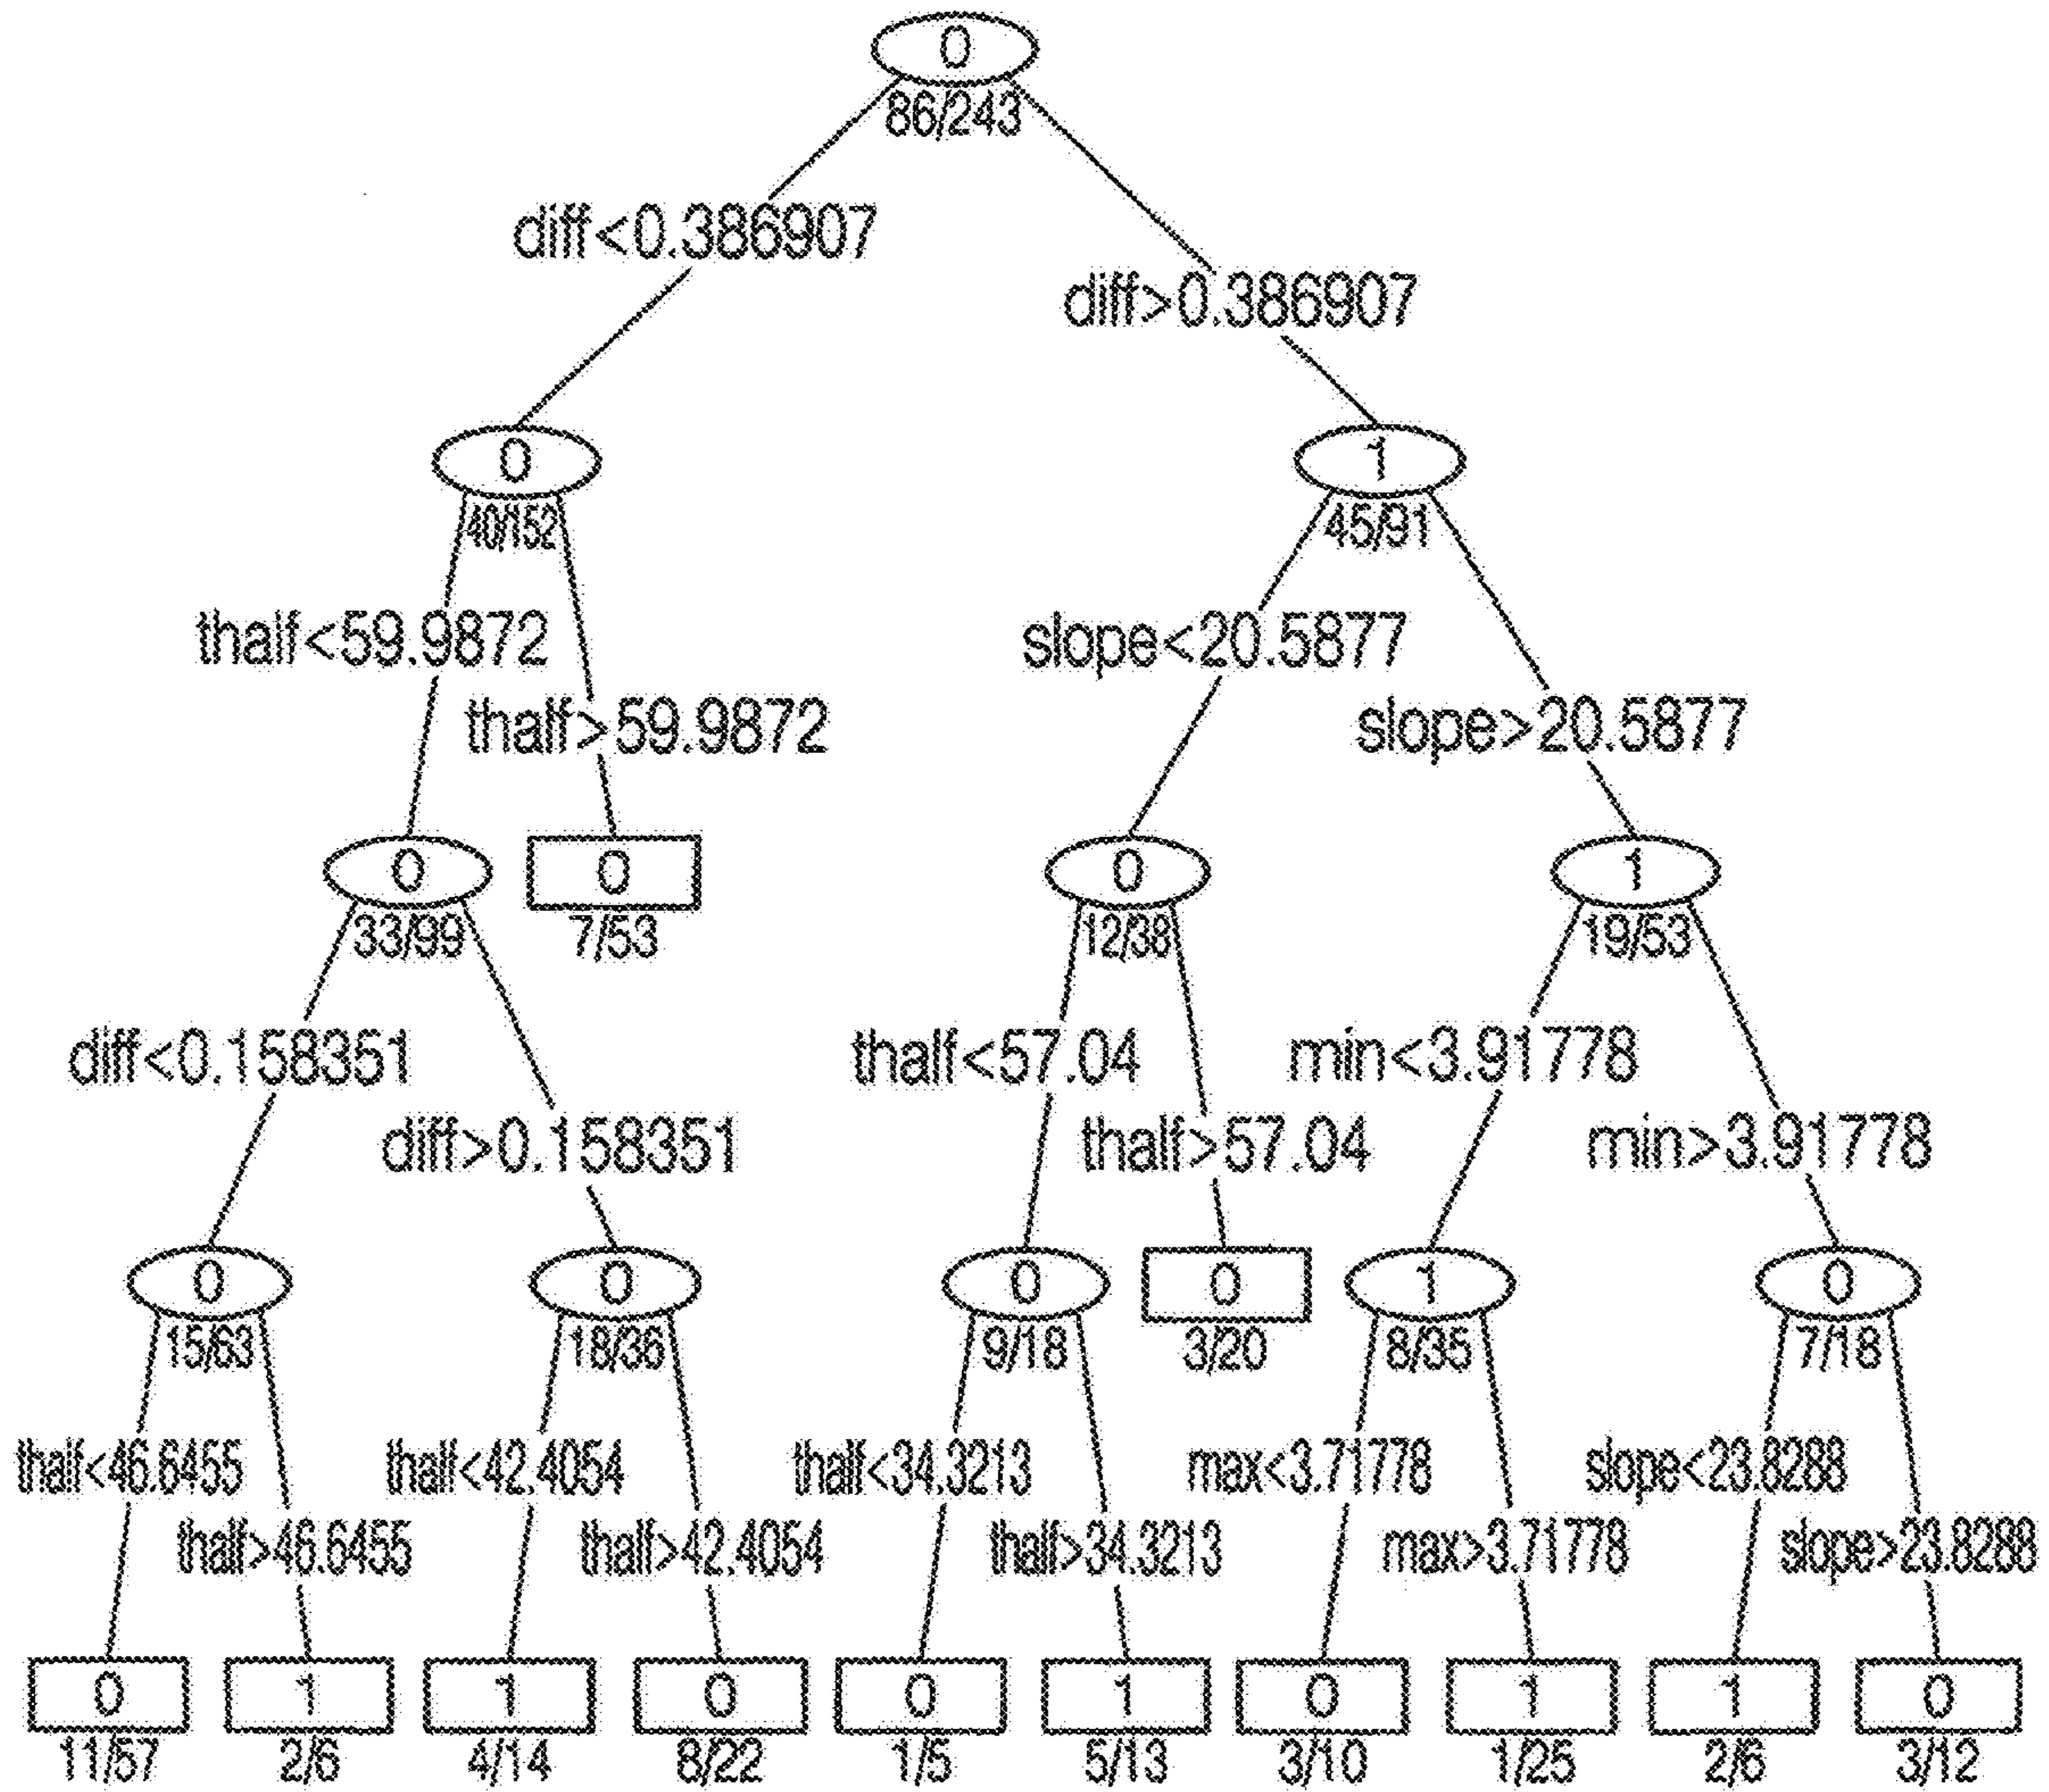 0
86/243
diff<0.386907
diff>0.386907
0
1
40/152
45/91
thalf<59.9872
slope<20.5877
thalf>59.9872
slope>20.5877
0
0
0
1
33/99
7/53
12/38
19/53
diff<0.158351
thalf<57.04
min<3.91778
diff>0.158351
thalf>57.04
min>3.91778
0
0
0
0
1
0
15/63
18/36
9/18
3/20
8/35
7/18
thalf<46.6455
thalf<42.4054
thalf<34.3213
max<3.71778
slope<23.8288
thalf>46.6455
thalf>42.4054
thalf>34.3213
max>3.71778
slope>23.8288
0
1
1
0
0
1
0
1
1
0
11/57
2/6
4/14
8/22
1/5
5/13
3/10
1/25
2/6
3/12